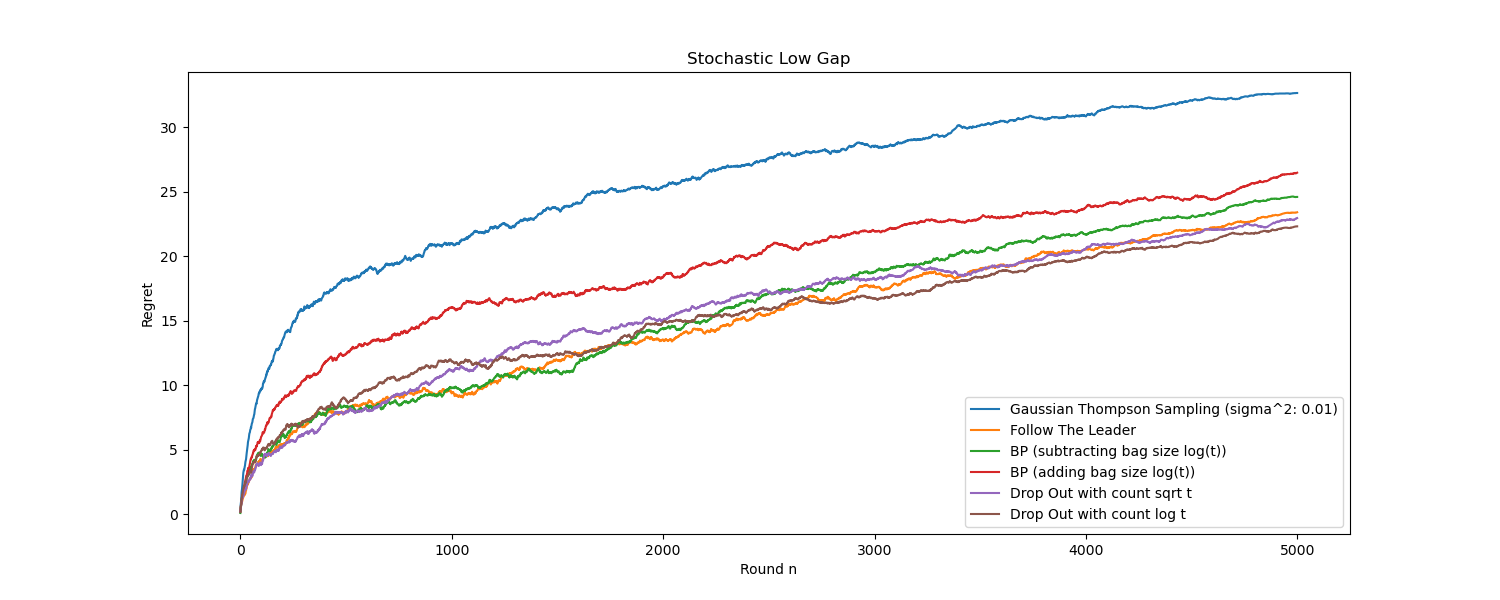 Stochastic Low Gap
Regret
30
25
20
15
10
5
0
0 1000 2000 3000 4000 5000
Round n
Gaussian Thompson Sampling (sigma^2: 0.01)
Follow The Leader
BP (subtracting bag size log(t))
BP (adding bag size log(t))
Drop Out with count sqrt t
Drop Out with count log t